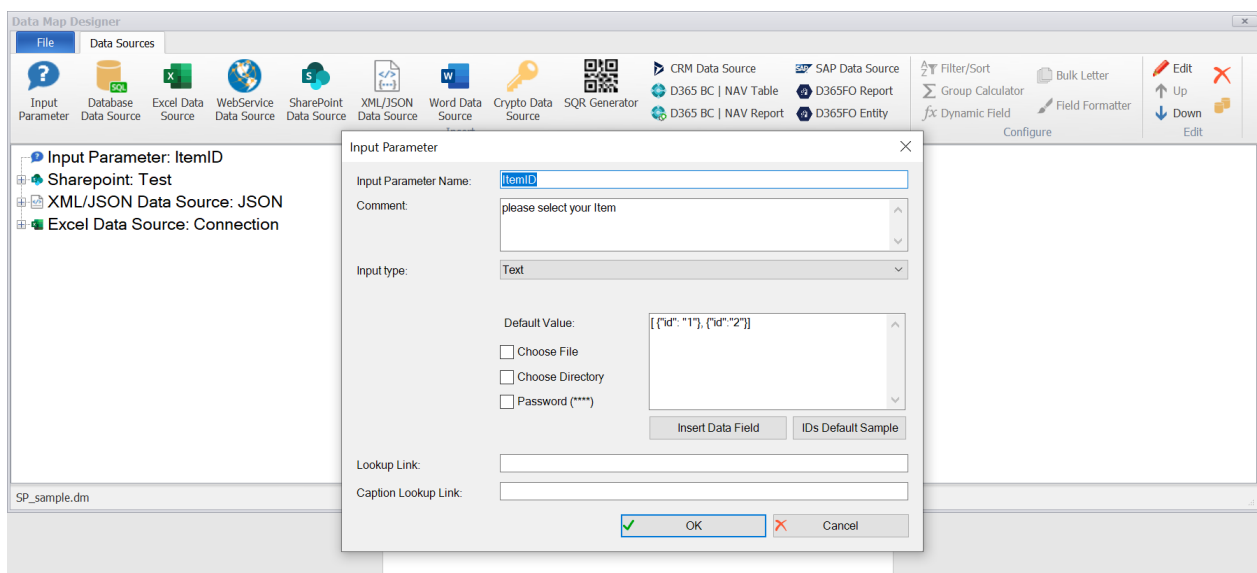 Data Map Designer
File
Data Sources
Input Parameter
Database Data Source
SQL
Excel Data Source
WebService Data Source
SharePoint Data Source
XML/JSON Data Source
Word Data Source
Crypto Data Source
SQR Generator
CRM Data Source
D365 BC | NAV Table
D365 BC | NAV Report
SAP Data Source
D365FO Report
D365FO Entity
Filter/Sort
Group Calculator
fx Dynamic Field
Bulk Letter
Field Formatter
Configure
Edit
Up
Down
Edit
Input Parameter: ItemID
Sharepoint: Test
XML/JSON Data Source: JSON
Excel Data Source: Connection
Input Parameter
Input Parameter Name:
ItemID
Comment:
please select your Item
Input type:
Text
Default Value:
[ {"id": "1"}, {"id":"2"}]
Choose File
Choose Directory
Password (****)
Insert Data Field
IDs Default Sample
Lookup Link:
Caption Lookup Link:
OK
Cancel
SP_sample.dm